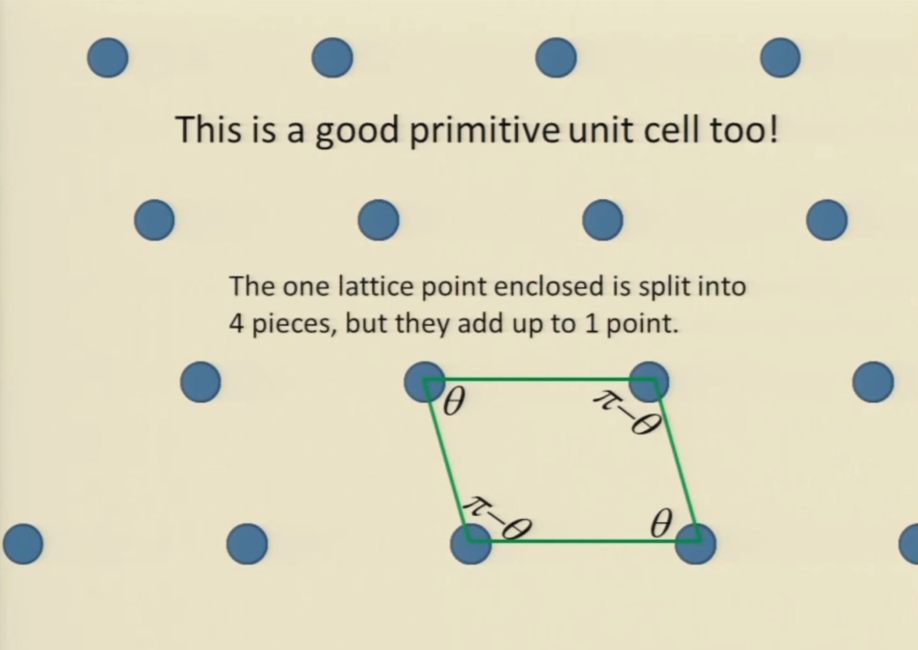 This is a good primitive unit cell too!
The one lattice point enclosed is split into
4 pieces, but they add up to 1 point.
θ
π−θ
π−θ
θ